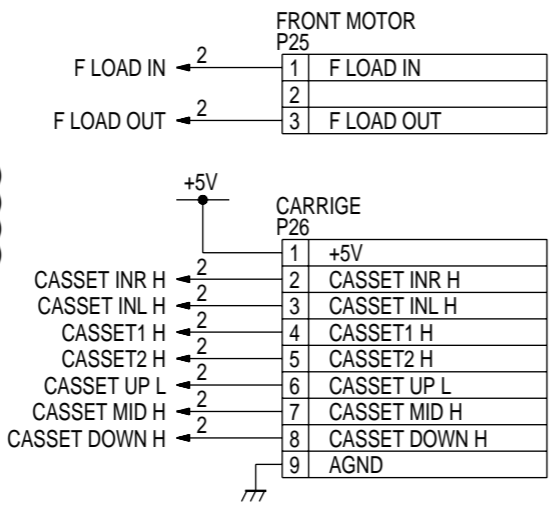 FRONT MOTOR
P25
F LOAD IN 2 1 F LOAD IN
2
F LOAD OUT 2 3 F LOAD OUT
+5V
CARRIGE
P26
1 +5V
CASSET INR H 2 2 CASSET INR H
CASSET INL H 2 3 CASSET INL H
CASSET1 H 2 4 CASSET1 H
CASSET2 H 2 5 CASSET2 H
CASSET UP L 2 6 CASSET UP L
CASSET MID H 2 7 CASSET MID H
CASSET DOWN H 2 8 CASSET DOWN H
9 AGND